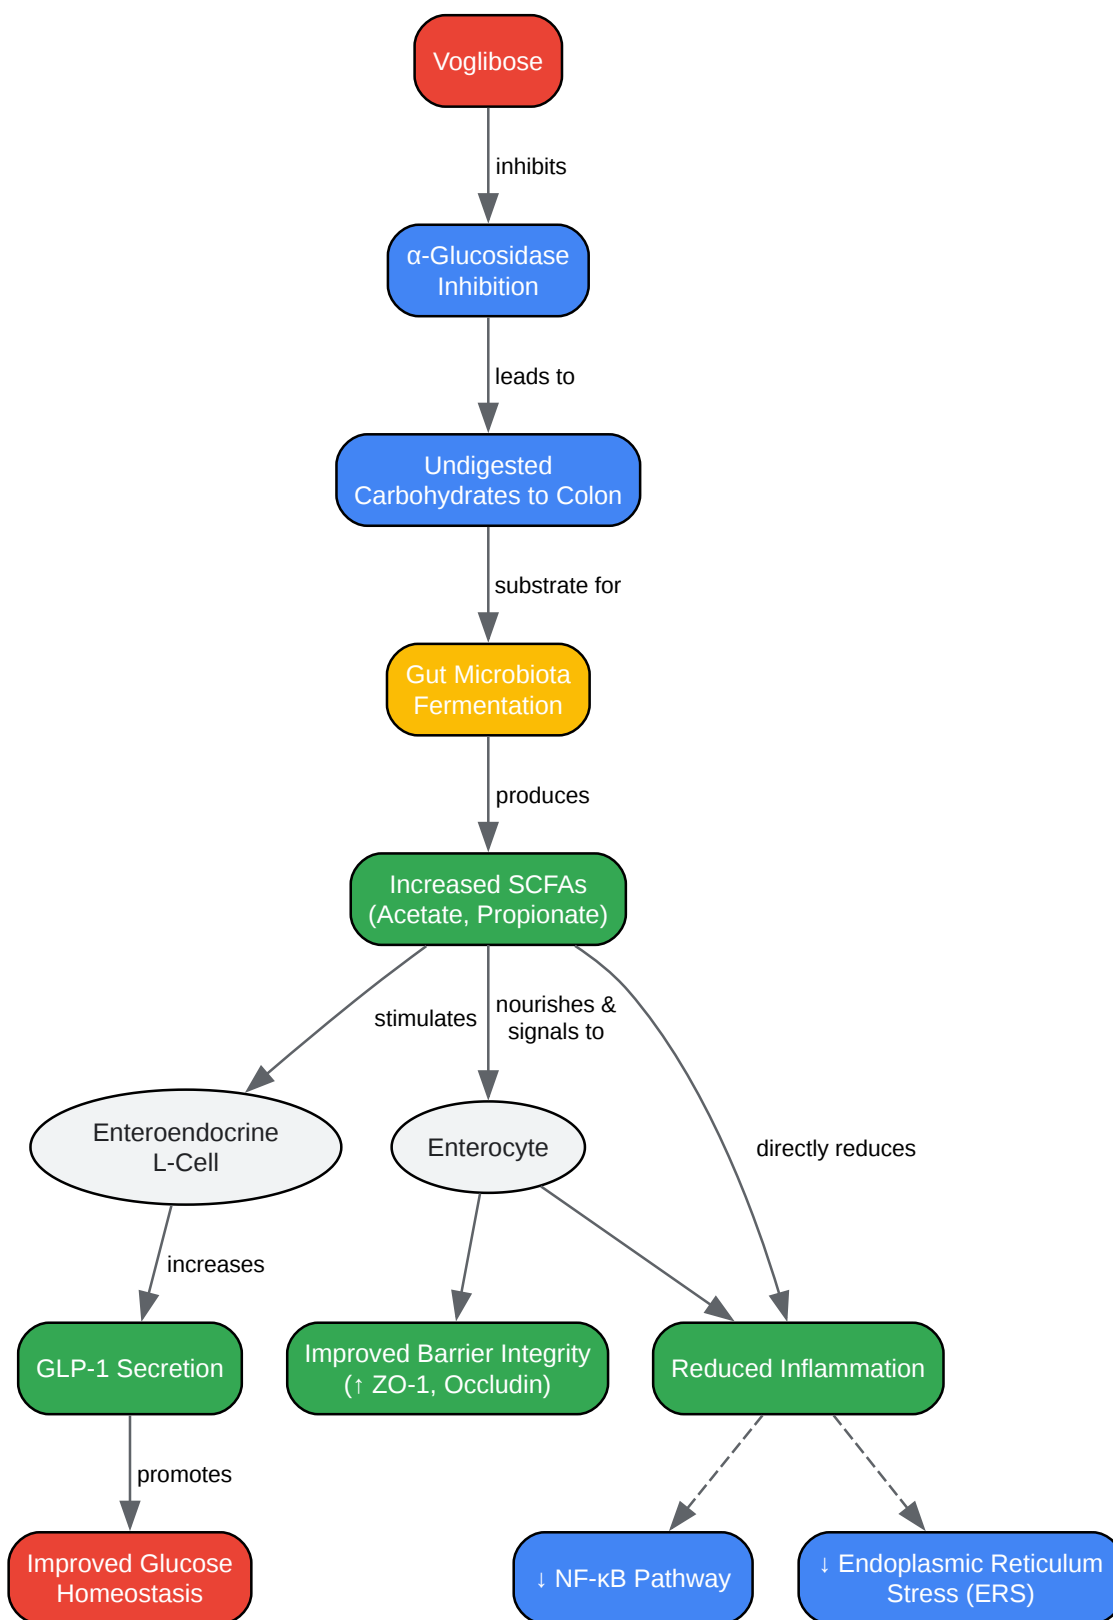 Voglibose
inhibits
α-Glucosidase
Inhibition
leads to
Undigested
Carbohydrates to Colon
substrate for
Gut Microbiota
Fermentation
produces
Increased SCFAs
(Acetate, Propionate)
stimulates
nourishes &
signals to
Enteroendocrine
L-Cell
Enterocyte
directly reduces
increases
GLP-1 Secretion
Improved Barrier Integrity
(↑ ZO-1, Occludin)
Reduced Inflammation
promotes
Improved Glucose
Homeostasis
↓ NF-κB Pathway
↓ Endoplasmic Reticulum
Stress (ERS)